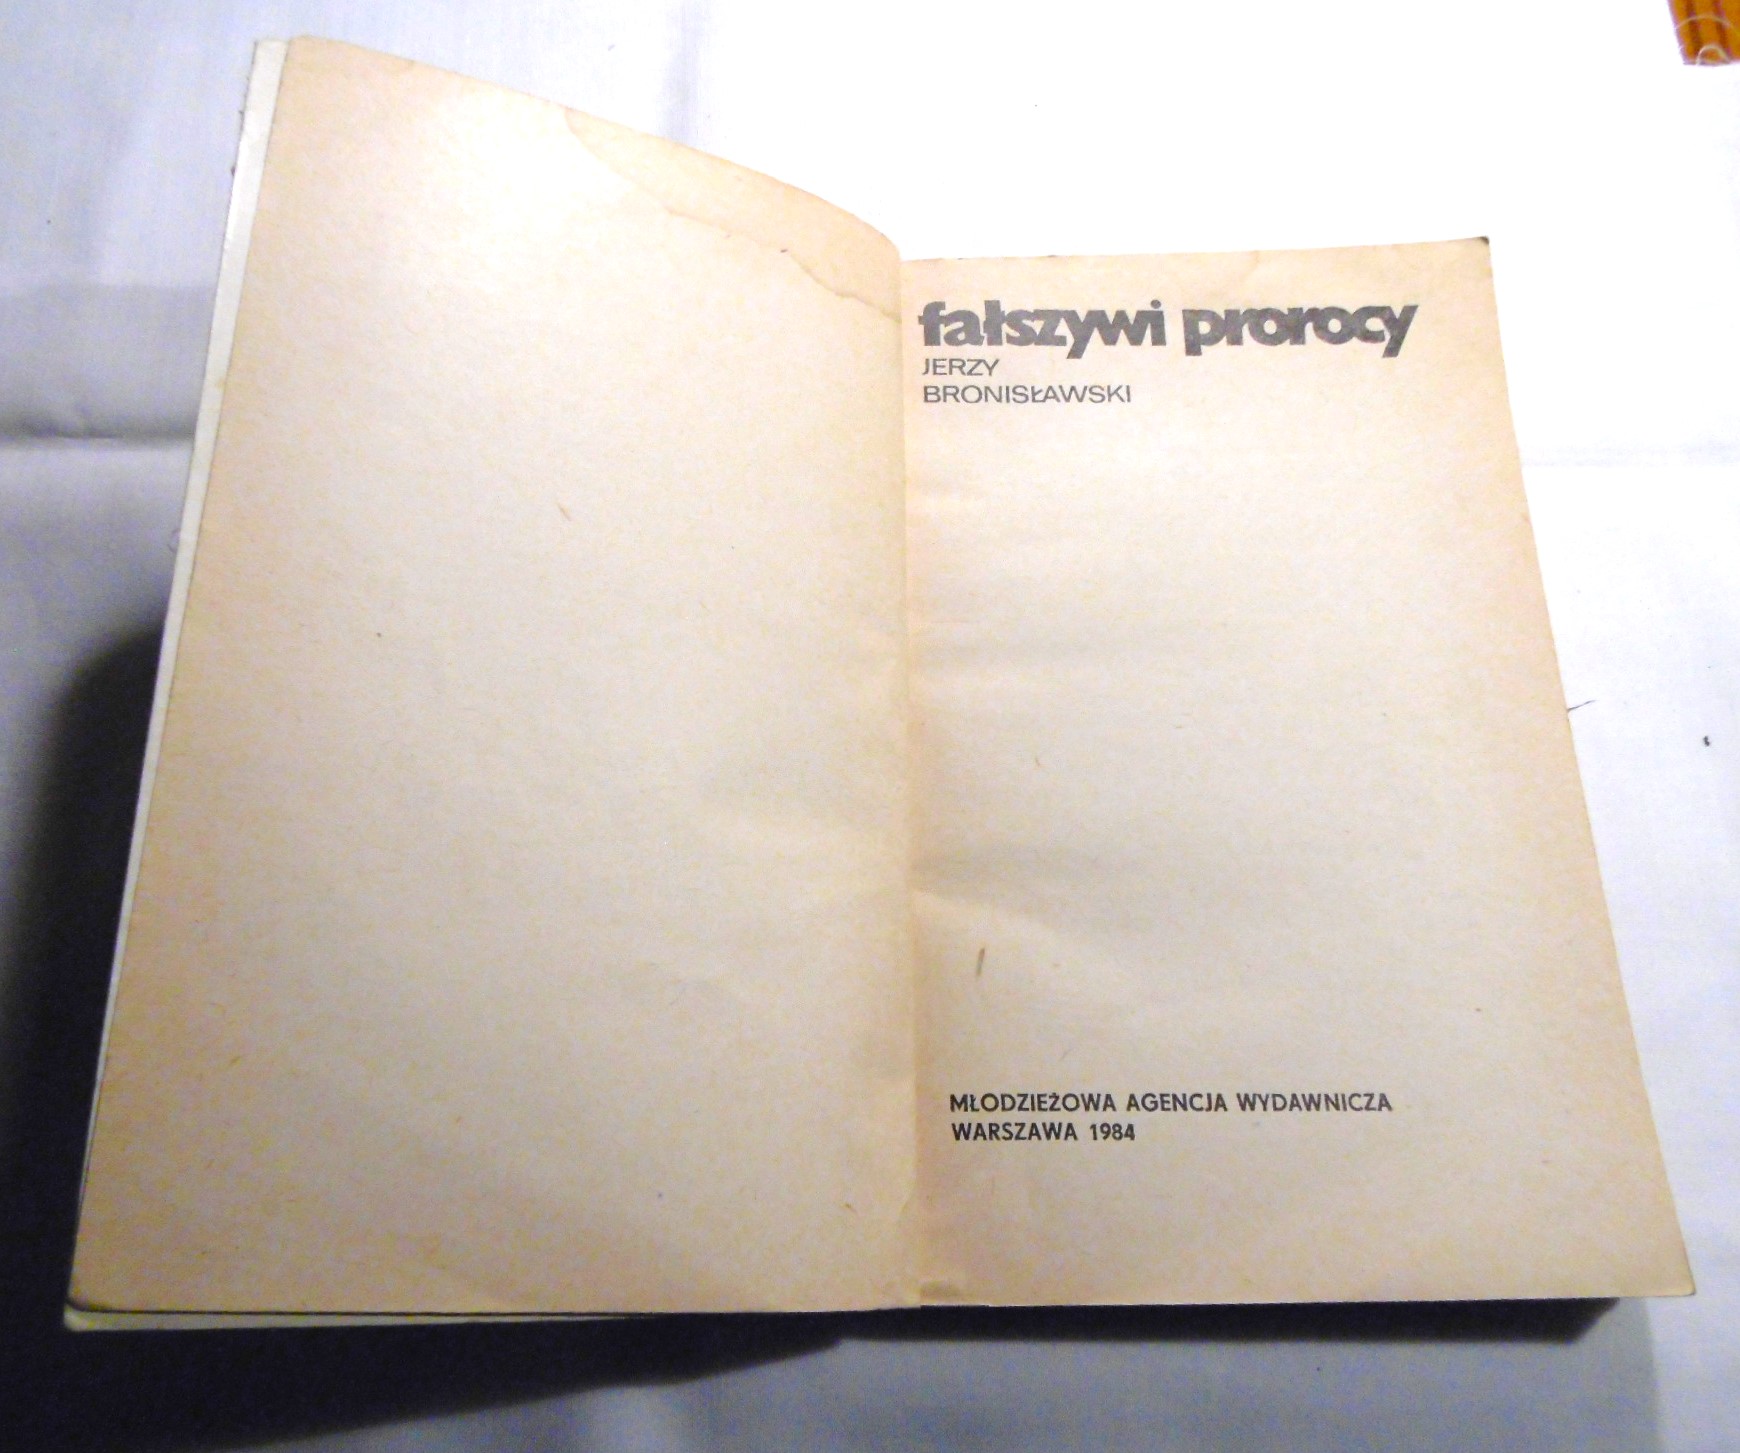 fałszywi prorocy
JERZY
BRONISŁAWSKI
MŁODZIEŻOWA AGENCJA WYDAWNICZA
WARSZAWA 1984